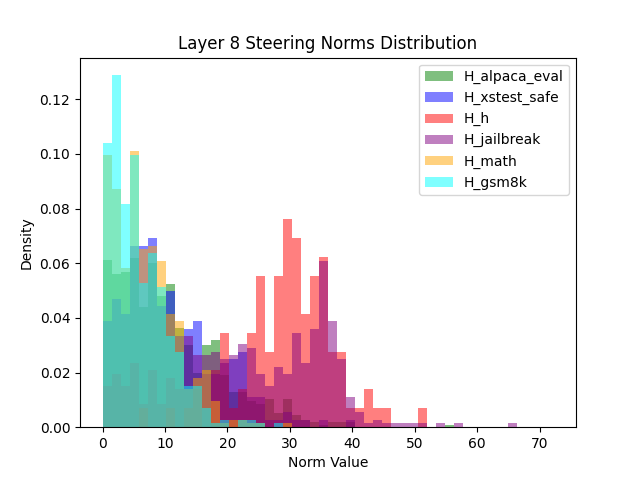 Layer 8 Steering Norms Distribution
H_alpaca_eval
H_xstest_safe
H_h
H_jailbreak
H_math
H_gsm8k
Density
0.12
0.10
0.08
0.06
0.04
0.02
0.00
0 10 20 30 40 50 60 70
Norm Value